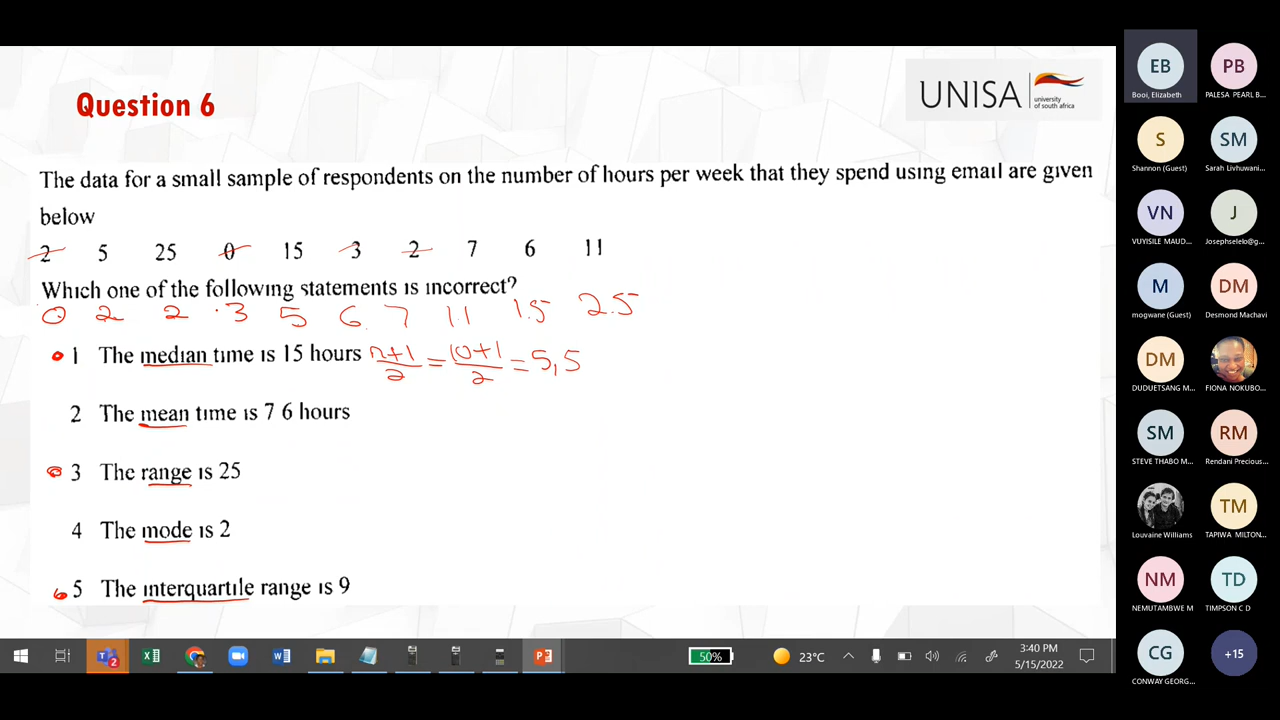 Question 6
UNISA
university
of south africa
The data for a small sample of respondents on the number of hours per week that they spend using email are given
below
2 5 25 0 15 3 2 7 6 11
Which one of the following statements is incorrect?
0 2 2 3 5 6 7 11 15 25
1 The median time is 15 hours n+1/2 = 10+1/2 = 5,5
2 The mean time is 7 6 hours
3 The range is 25
4 The mode is 2
5 The interquartile range is 9
EB
Booi, Elizabeth
PB
PALESA PEARL B...
S
Shannon (Guest)
SM
Sarah Livhuwani...
VN
VUYISILE MAUD...
J
Josephselelo@g...
M
mogwane (Guest)
DM
Desmond Machavi
DM
DUDUETSANG M...
FIONA NOKUBO...
SM
STEVE THABO M...
RM
Rendani Precious...
Louvaine Williams
TM
TAPIWA MILTON...
NM
NEMUTAMBWE M
TD
TIMPSON C D
CG
CONWAY GEORG...
+15
2
50%
23°C
3:40 PM
5/15/2022